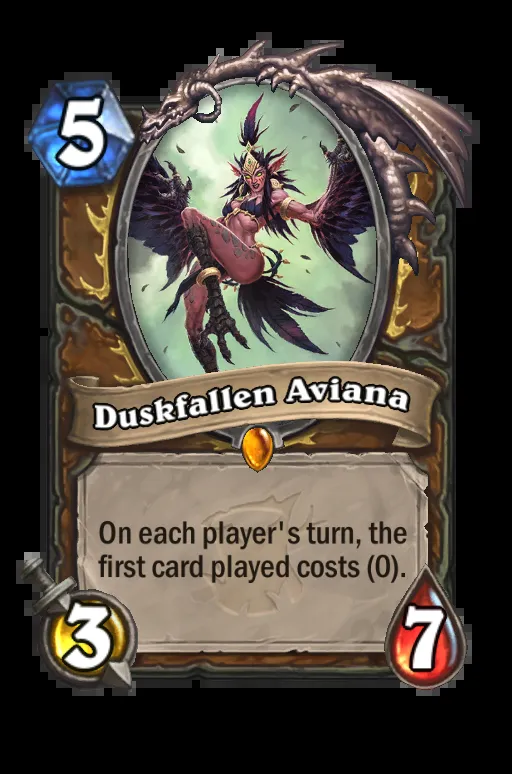 5
Duskfallen Aviana
On each player's turn, the
first card played costs (0).
3
7